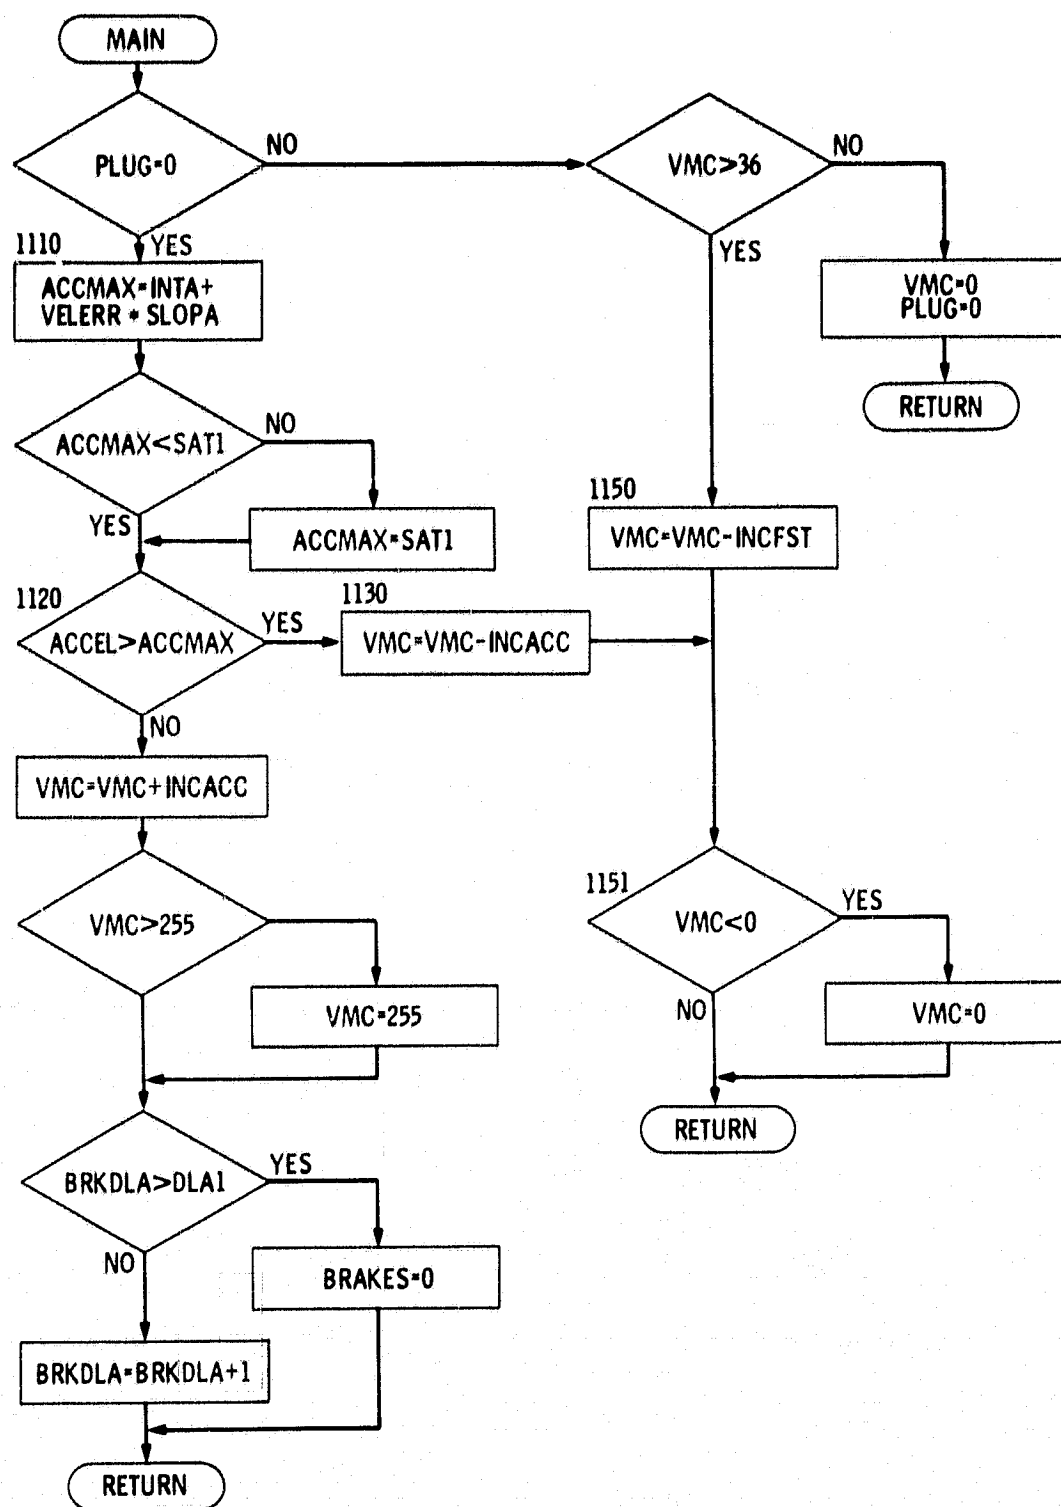 MAIN
PLUG=0
NO
VMC>36
NO
YES
YES
1110
ACCMAX=INTA+
VELERR * SLOPA
VMC=0
PLUG=0
RETURN
ACCMAX<SAT1
NO
YES
ACCMAX=SAT1
1150
VMC=VMC-INCFST
1120
ACCEL>ACCMAX
YES
1130
VMC=VMC-INCACC
NO
VMC=VMC+INCACC
VMC>255
VMC=255
1151
VMC<0
YES
NO
VMC=0
RETURN
BRKDLA>DLA1
YES
NO
BRAKES=0
BRKDLA=BRKDLA+1
RETURN